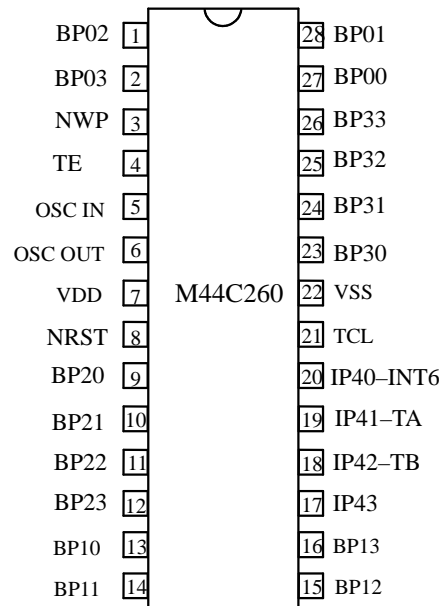 BP02 1 28 BP01
BP03 2 27 BP00
NWP 3 26 BP33
TE 4 25 BP32
OSC IN 5 24 BP31
OSC OUT 6 23 BP30
VDD 7 M44C260 22 VSS
NRST 8 21 TCL
BP20 9 20 IP40–INT6
BP21 10 19 IP41–TA
BP22 11 18 IP42–TB
BP23 12 17 IP43
BP10 13 16 BP13
BP11 14 15 BP12